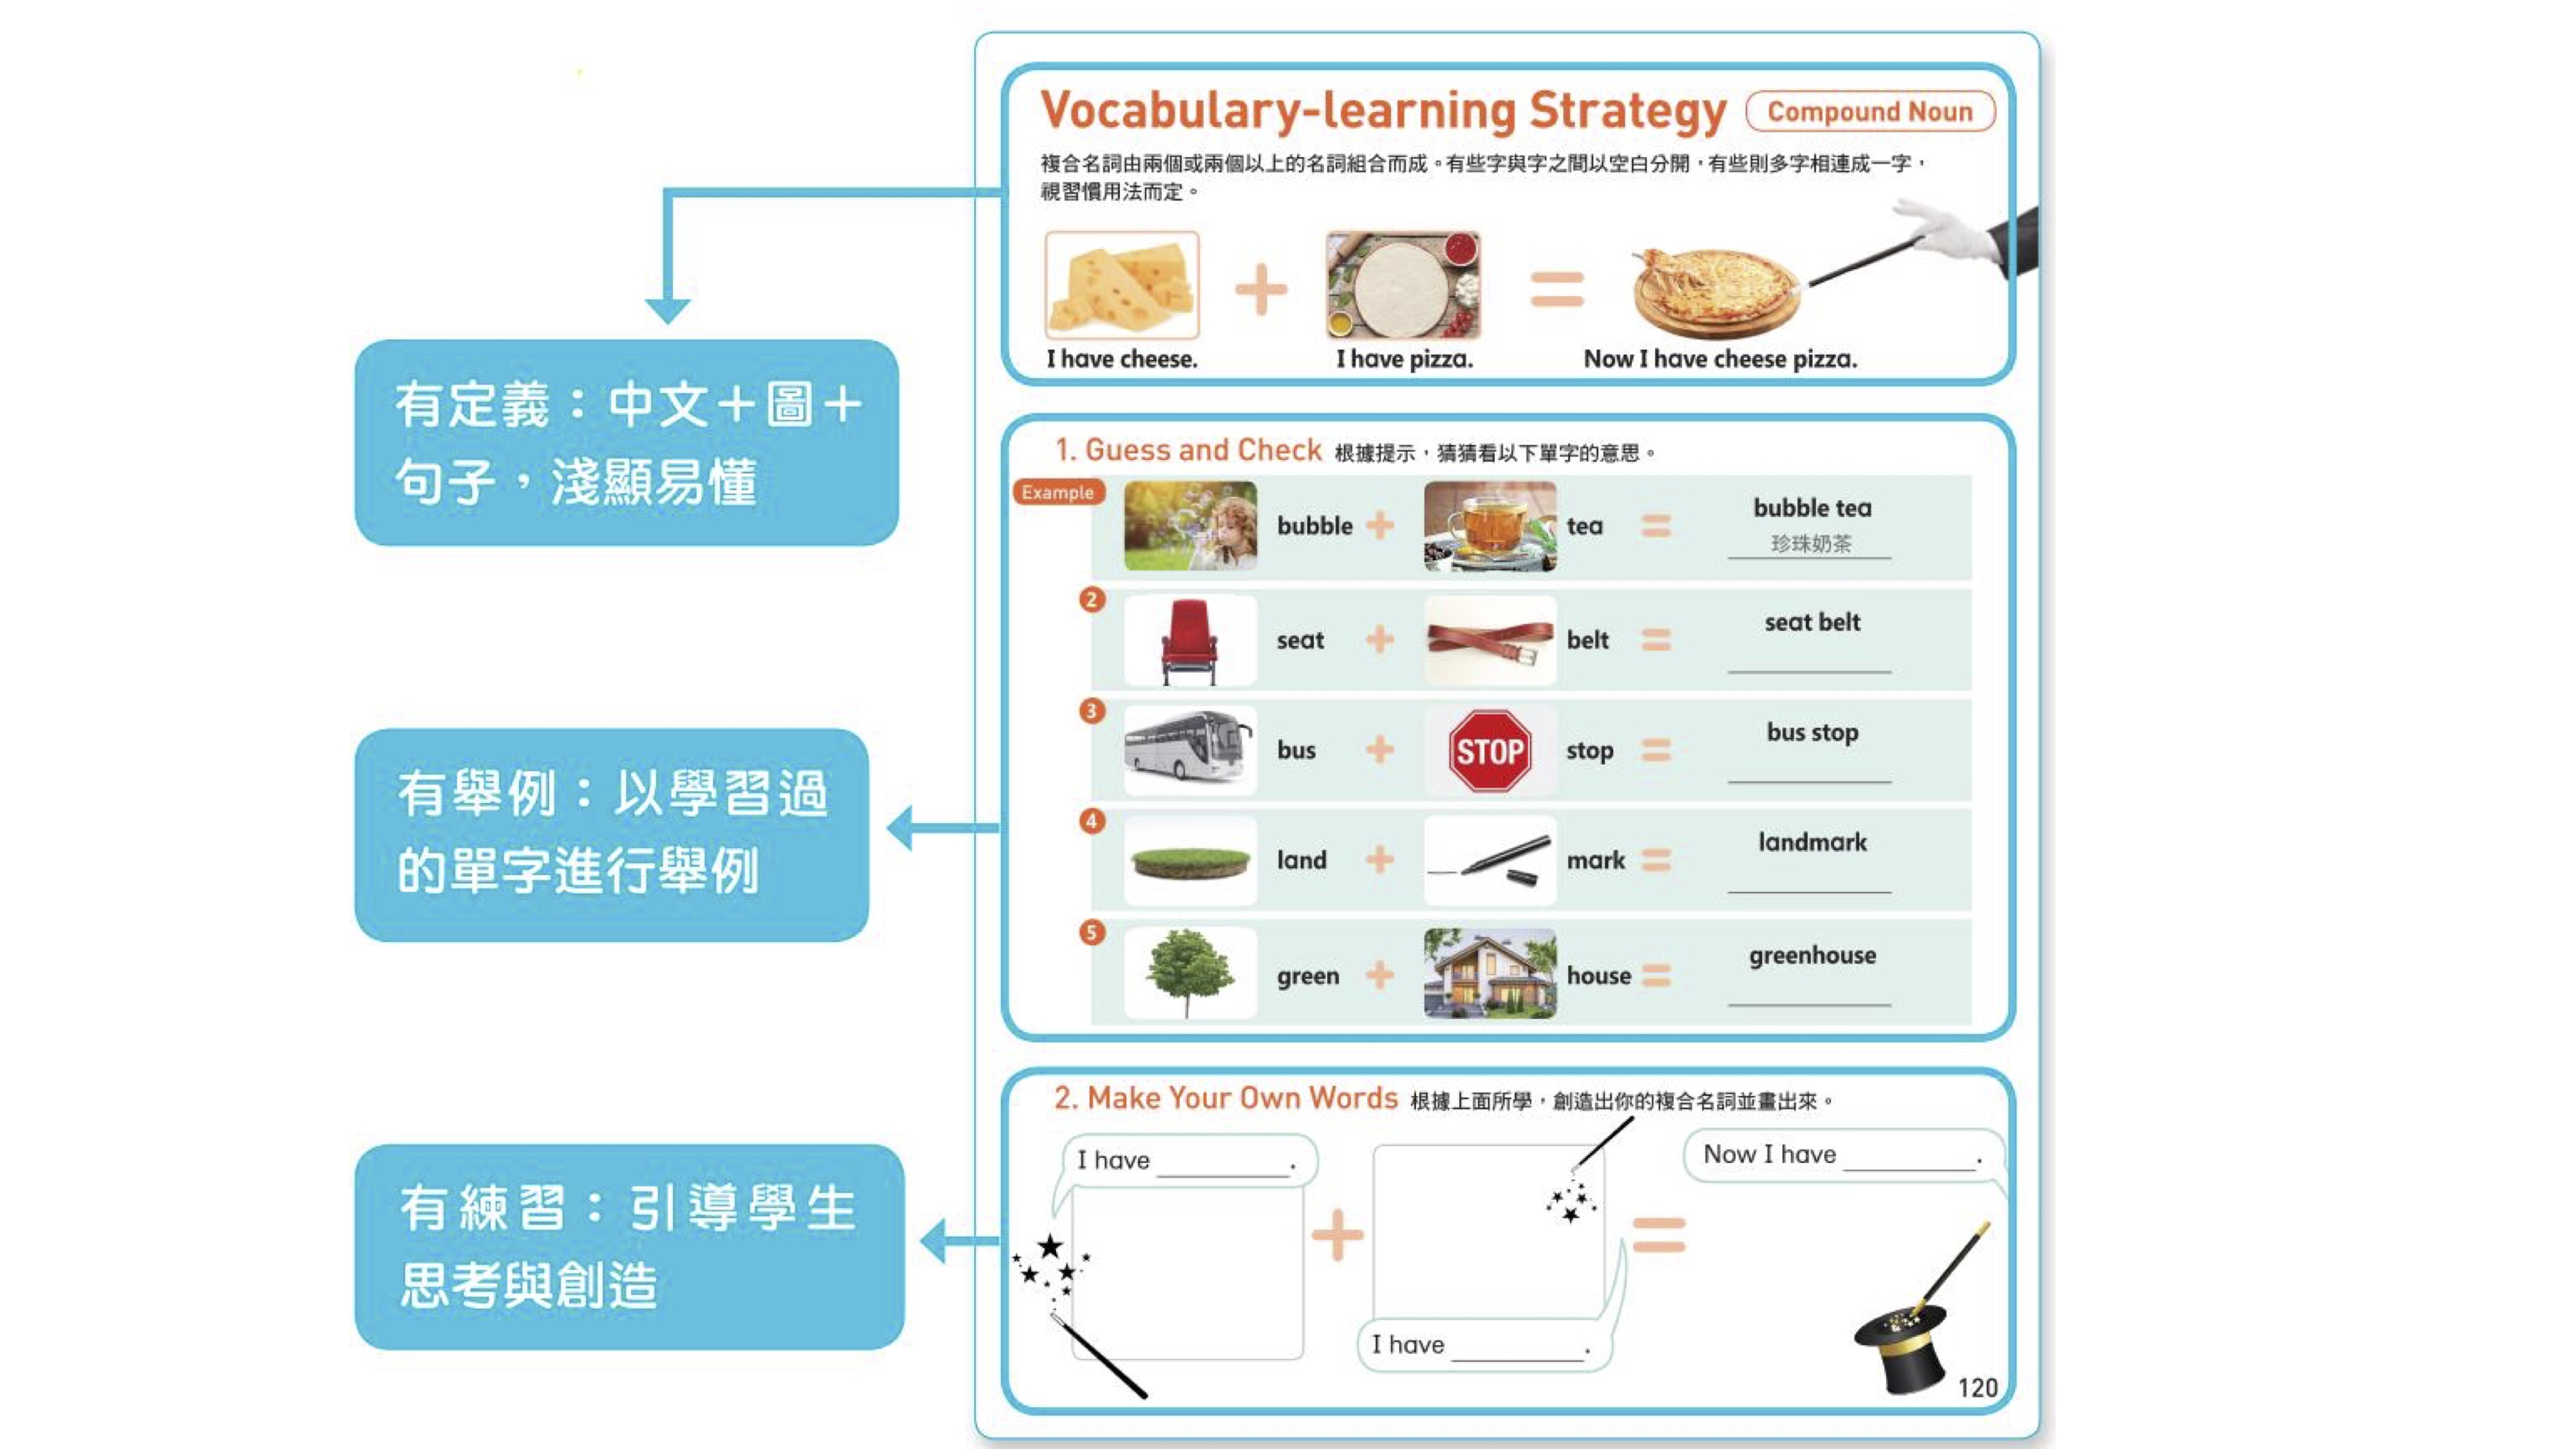 Vocabulary-learning Strategy
Compound Noun
複合名詞由兩個或兩個以上的名詞組合而成。有些字與字之間以空白分開，有些則多字相連成一字，
視習慣用法而定。
I have cheese.
I have pizza.
Now I have cheese pizza.
有定義：中文＋圖＋
句子，淺顯易懂
1. Guess and Check 根據提示，猜猜看以下單字的意思。
Example
bubble + tea = bubble tea
珍珠奶茶
2 seat + belt = seat belt
3 bus + STOP stop = bus stop
4 land + mark = landmark
5 green + house = greenhouse
有舉例：以學習過
的單字進行舉例
2. Make Your Own Words 根據上面所學，創造出你的複合名詞並畫出來。
I have ____________.
+
I have ____________.
=
Now I have ____________.
有練習：引導學生
思考與創造
120